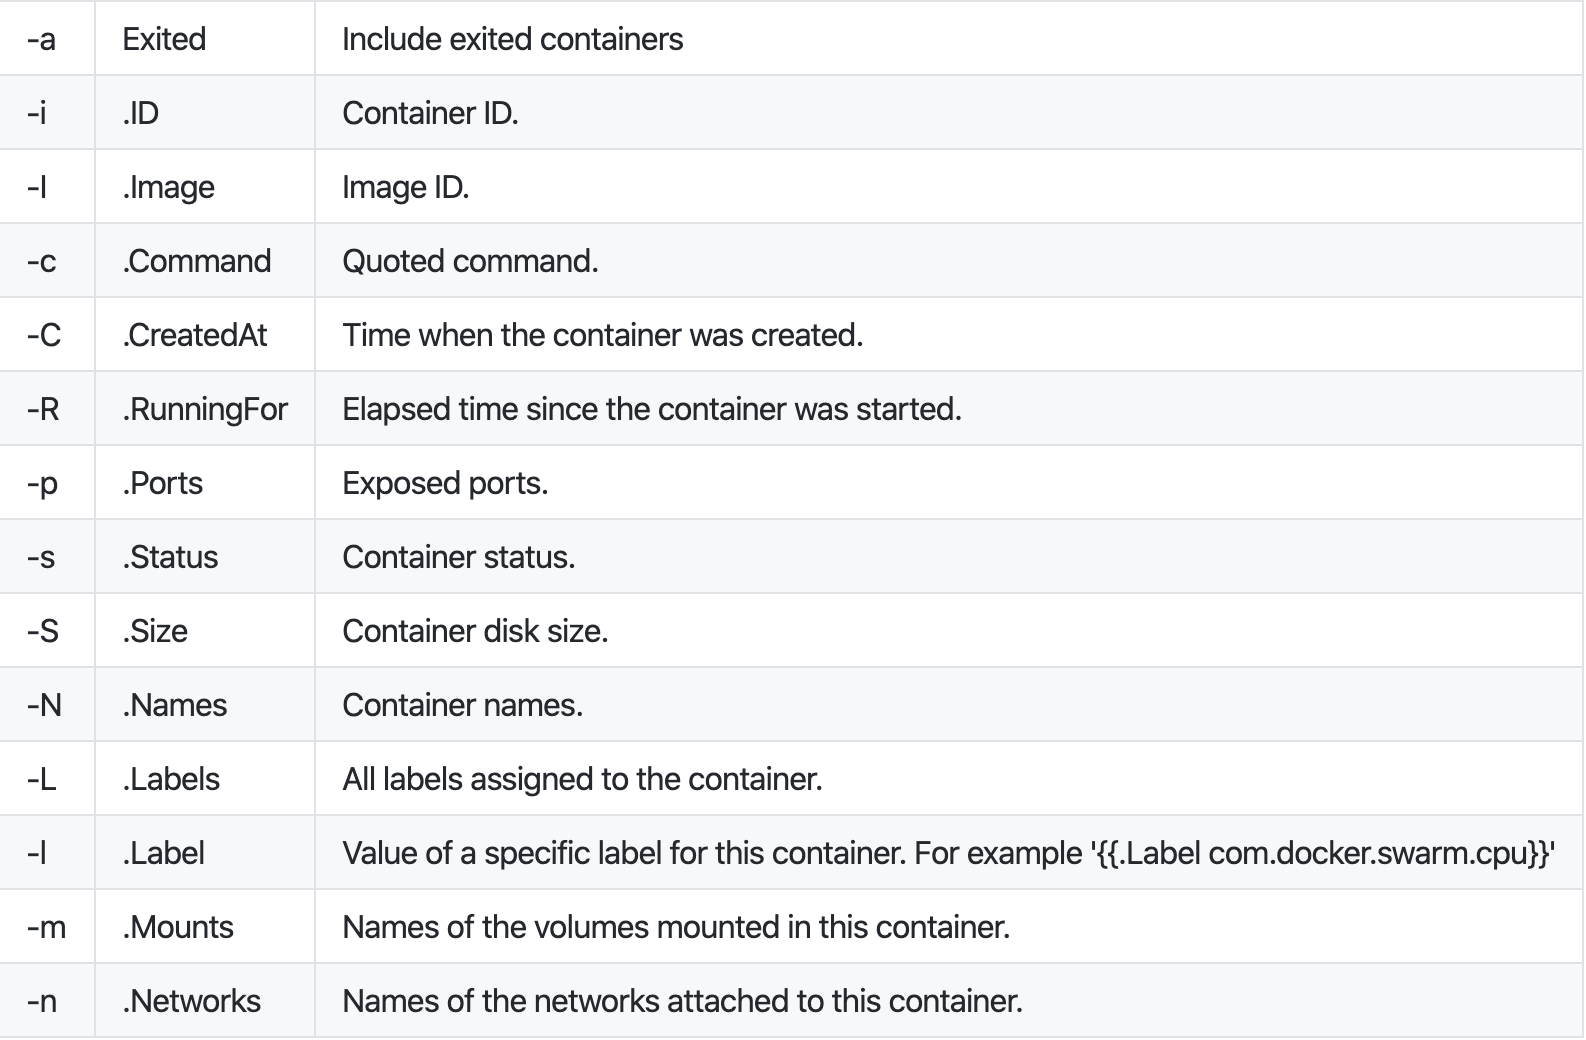 -a Exited Include exited containers
-i .ID Container ID.
-I .Image Image ID.
-c .Command Quoted command.
-C .CreatedAt Time when the container was created.
-R .RunningFor Elapsed time since the container was started.
-p .Ports Exposed ports.
-s .Status Container status.
-S .Size Container disk size.
-N .Names Container names.
-L .Labels All labels assigned to the container.
-l .Label Value of a specific label for this container. For example '{{.Label com.docker.swarm.cpu}}'
-m .Mounts Names of the volumes mounted in this container.
-n .Networks Names of the networks attached to this container.